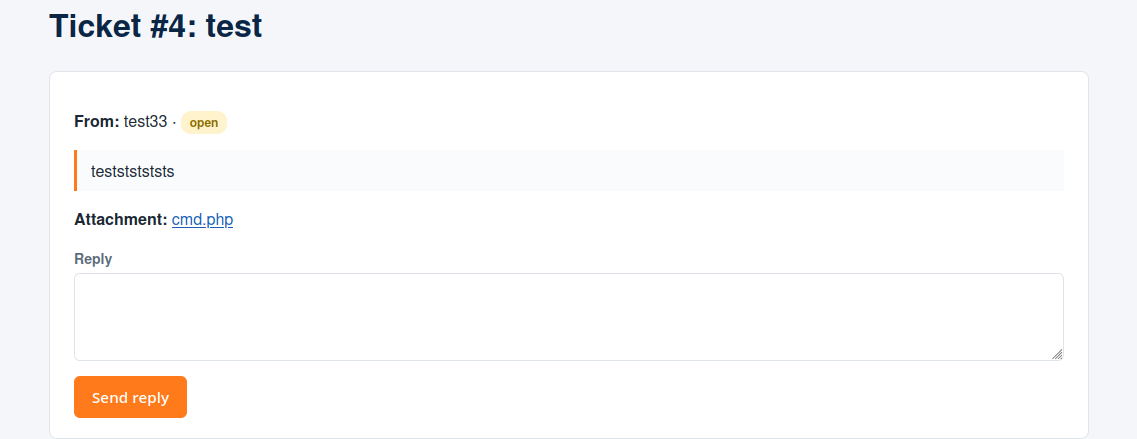 Ticket #4: test
From: test33 · open
testststststs
Attachment: cmd.php
Reply
Send reply